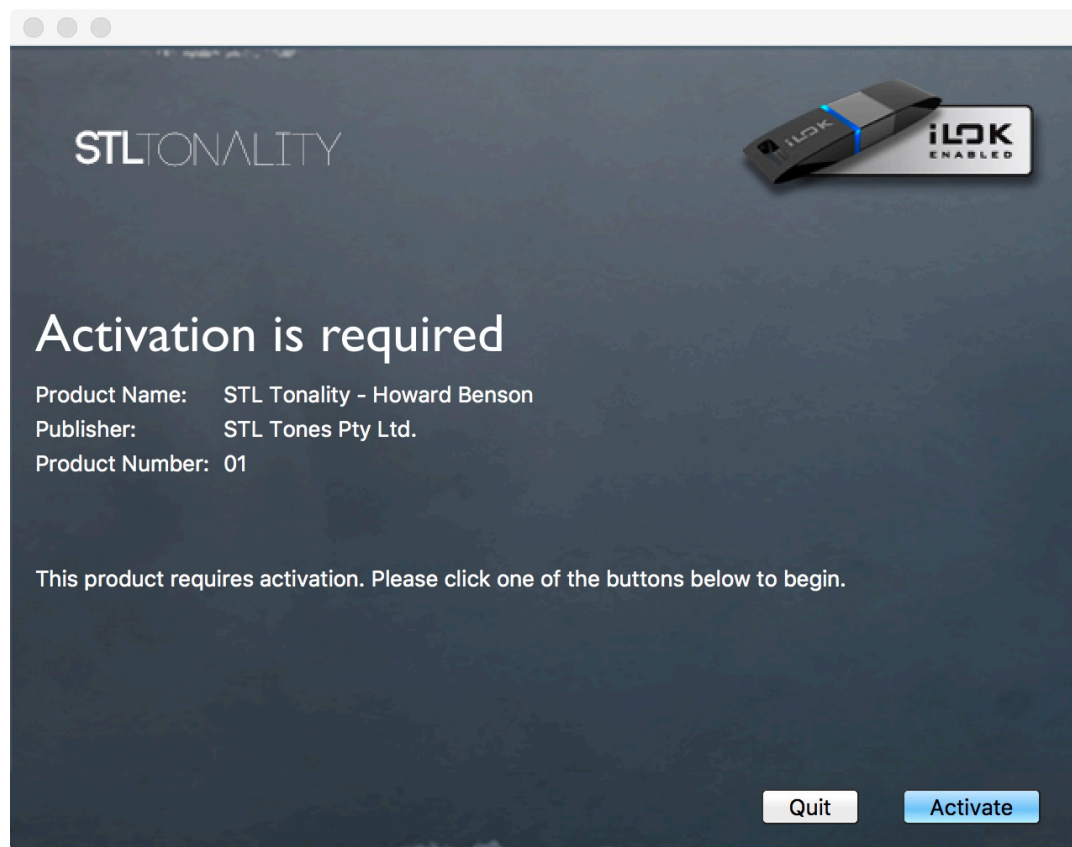 STLTONALITY
iLOK
iLOK
ENABLED
Activation is required
Product Name: STL Tonality - Howard Benson
Publisher: STL Tones Pty Ltd.
Product Number: 01
This product requires activation. Please click one of the buttons below to begin.
Quit Activate